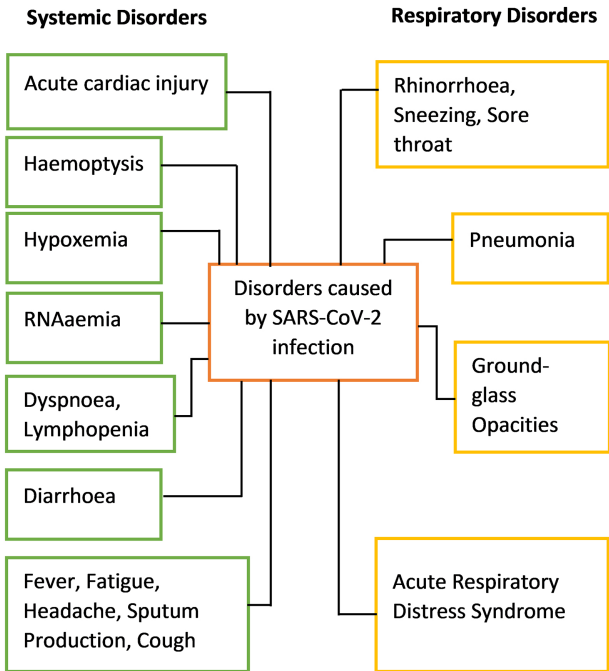 Systemic Disorders
Respiratory Disorders
Acute cardiac injury
Haemoptysis
Hypoxemia
RNAaemia
Dyspnoea,
Lymphopenia
Diarrhoea
Fever, Fatigue,
Headache, Sputum
Production, Cough
Disorders caused
by SARS-CoV-2
infection
Rhinorrhoea,
Sneezing, Sore
throat
Pneumonia
Ground-
glass
Opacities
Acute Respiratory
Distress Syndrome